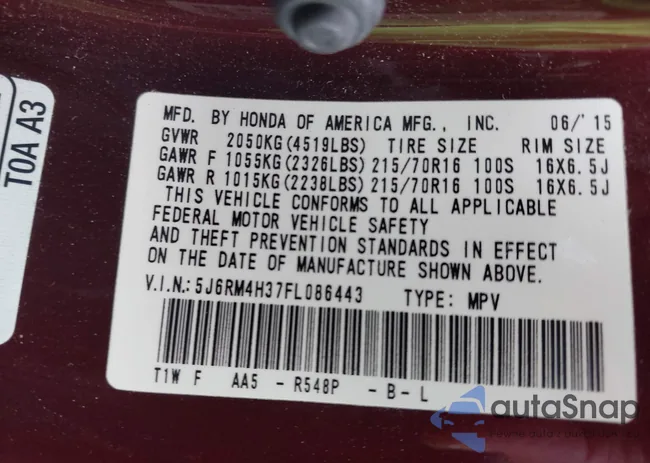 TOA A3
MFD. BY HONDA OF AMERICA MFG., INC. 06/'15
GVWR 2050KG(4519LBS) TIRE SIZE RIM SIZE
GAWR F 1055KG(2326LBS) 215/70R16 100S 16X6.5J
GAWR R 1015KG(2238LBS) 215/70R16 100S 16X6.5J
THIS VEHICLE CONFORMS TO ALL APPLICABLE
FEDERAL MOTOR VEHICLE SAFETY
AND THEFT PREVENTION STANDARDS IN EFFECT
ON THE DATE OF MANUFACTURE SHOWN ABOVE.
V.I.N.:5J6RM4H37FL086443 TYPE: MPV
T1W F AA5 - R548P - B - L
autaSnap